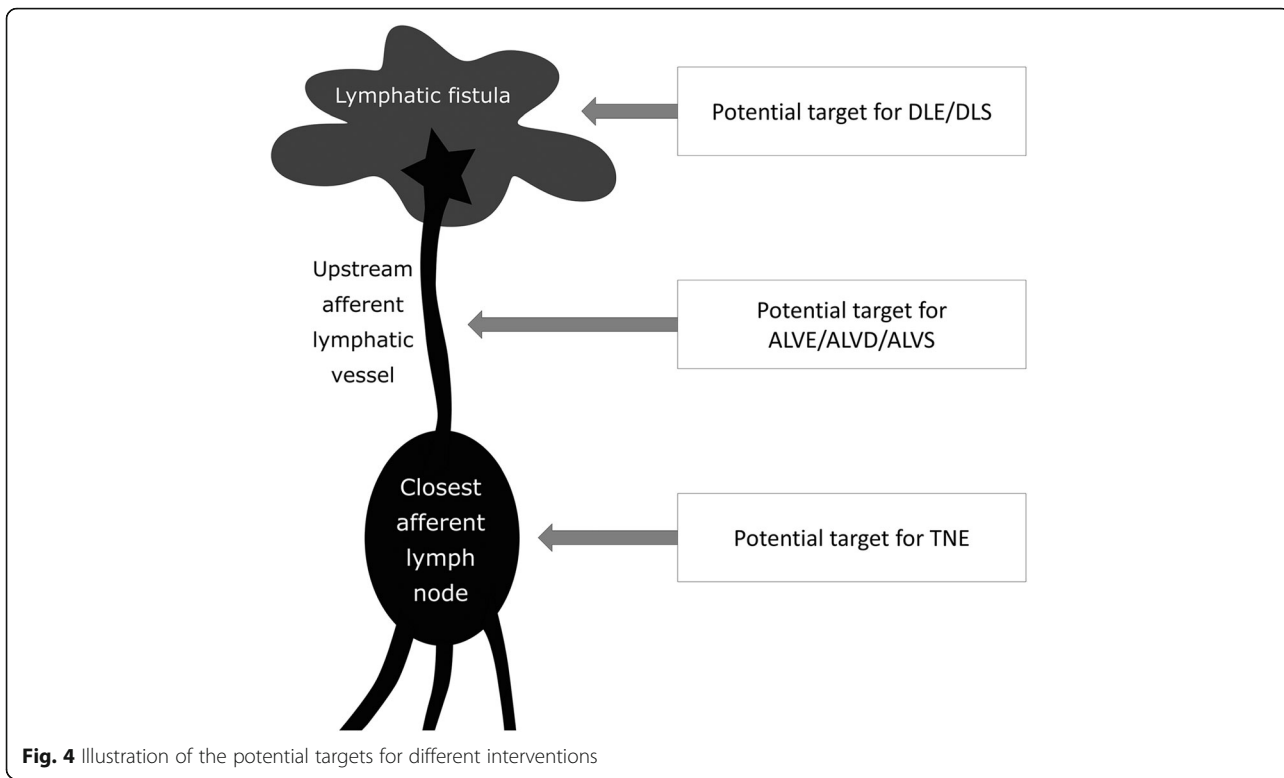 Lymphatic fistula
Potential target for DLE/DLS
Upstream
afferent
lymphatic
vessel
Potential target for
ALVE/ALVD/ALVS
Closest
afferent
lymph
node
Potential target for TNE
Fig. 4 Illustration of the potential targets for different interventions